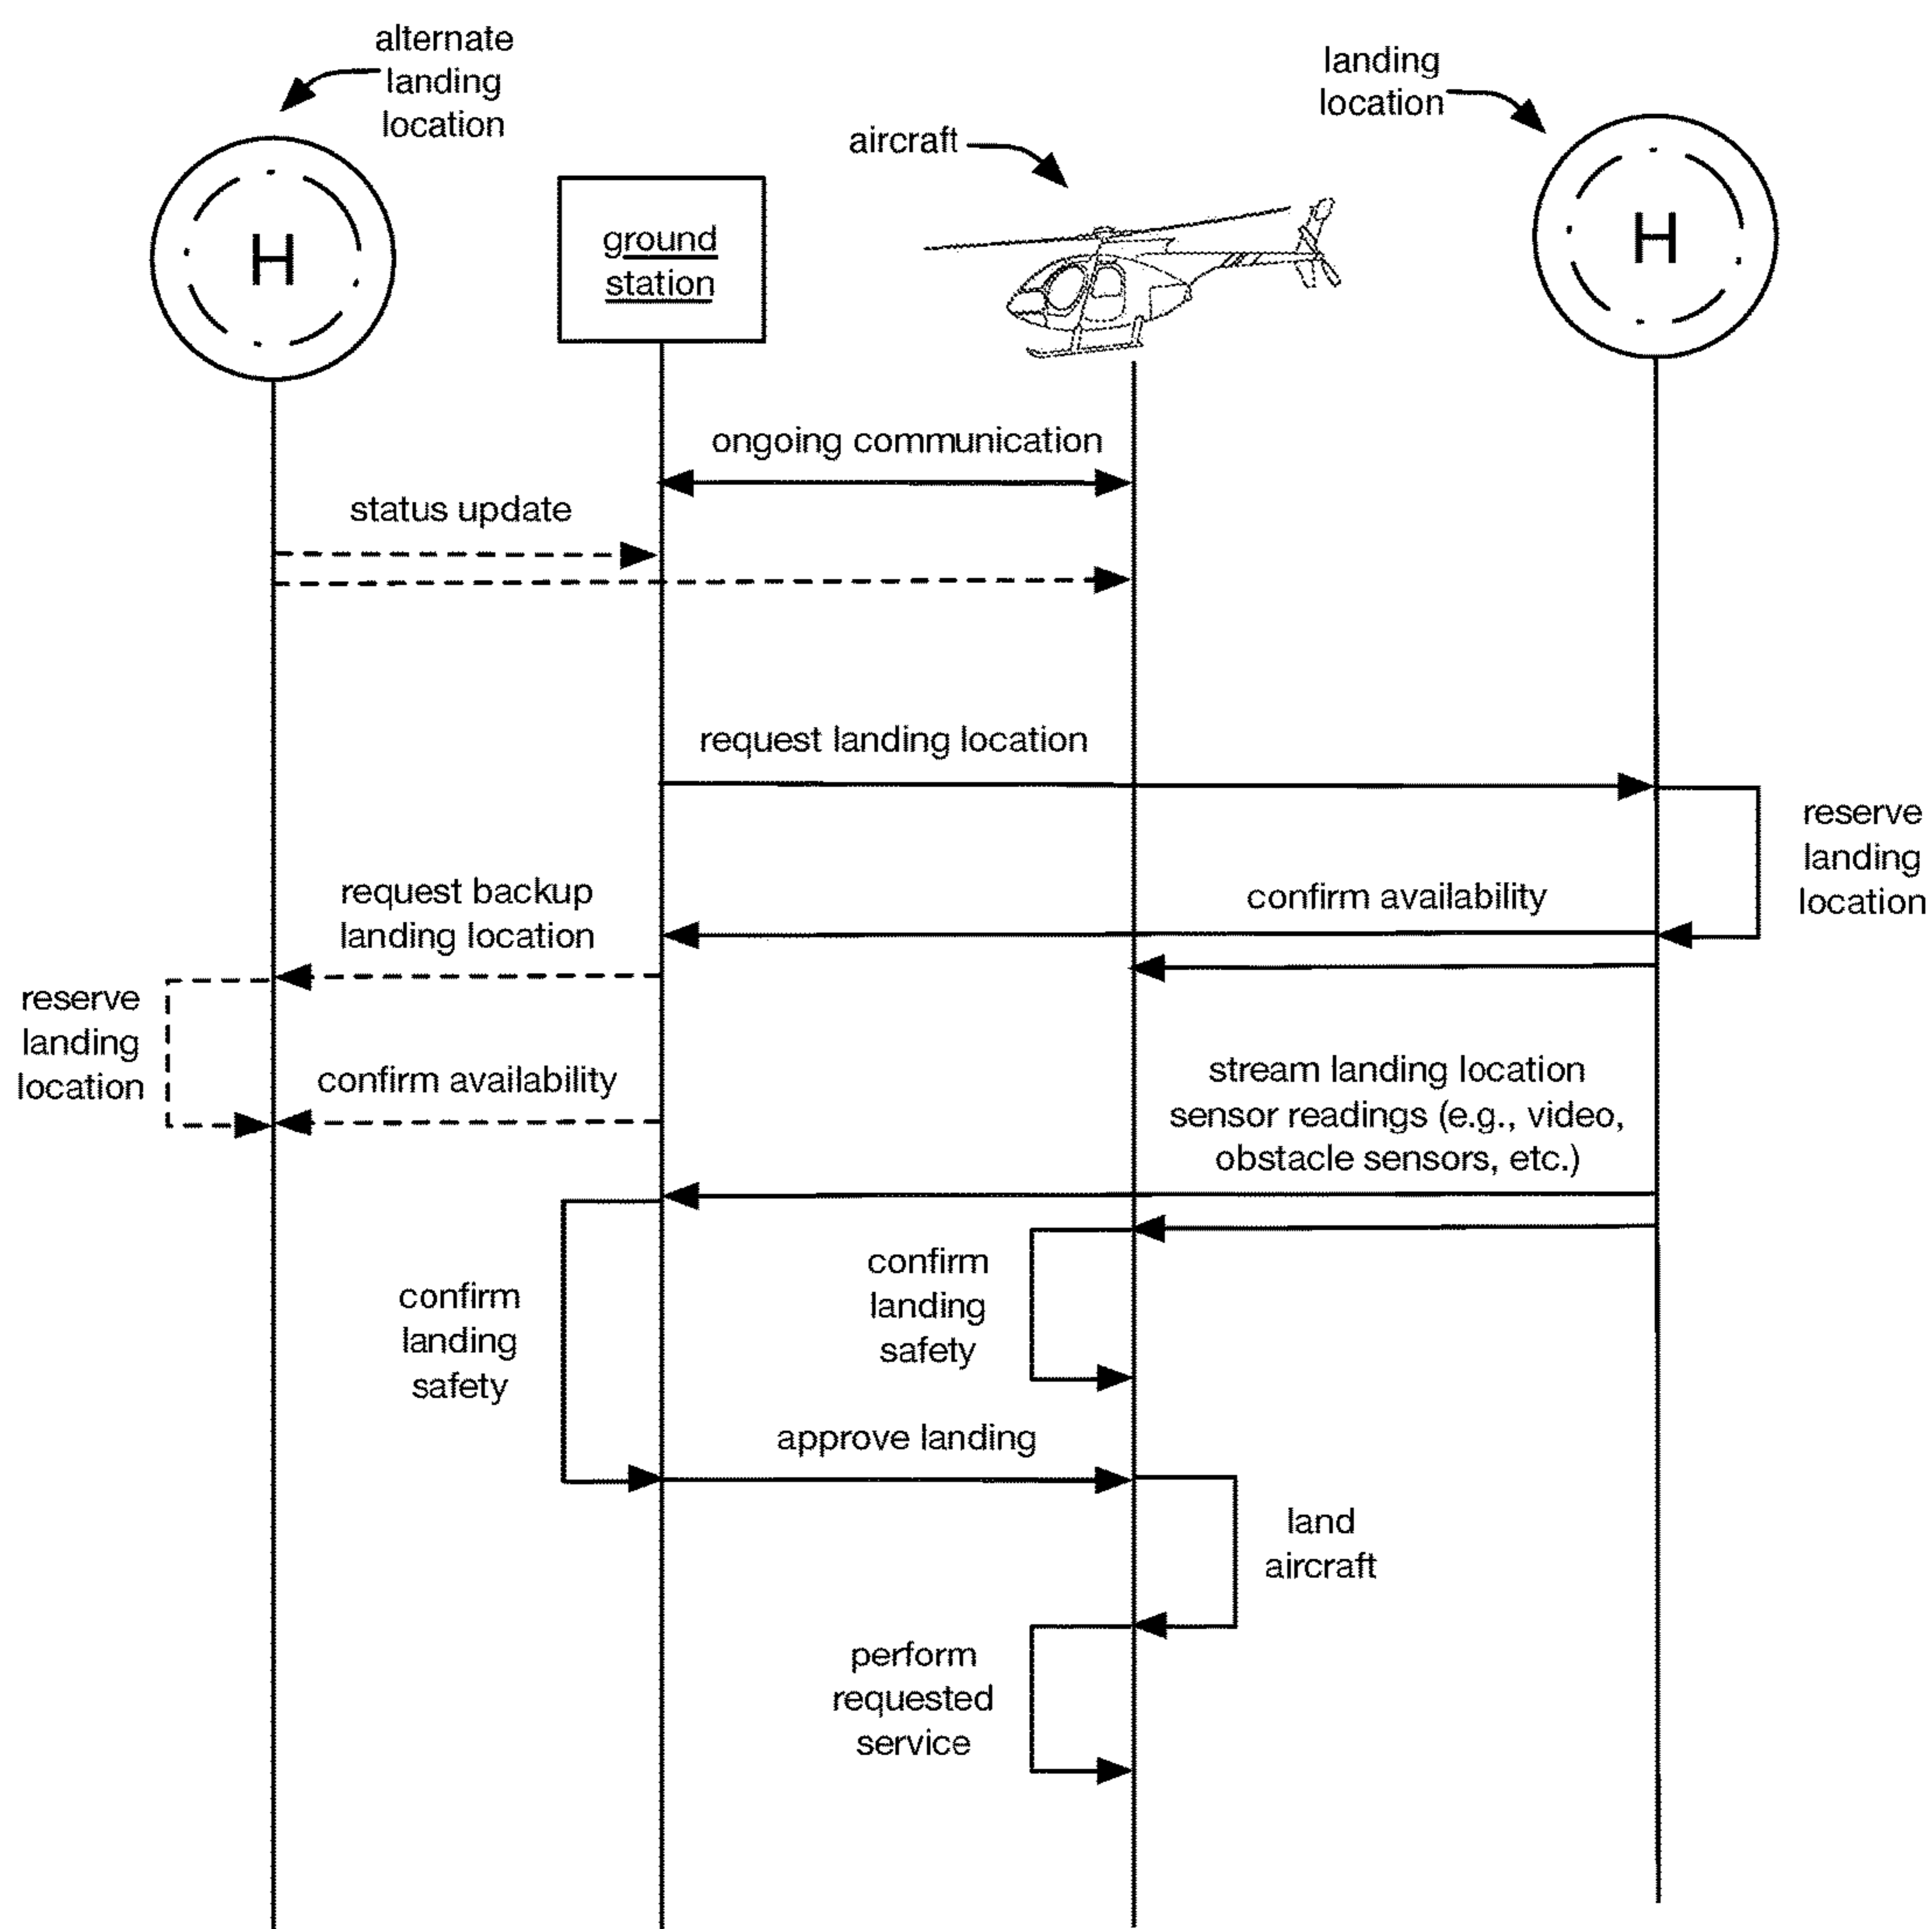 alternate
landing
location
landing
location
aircraft
H
ground
station
H
ongoing communication
status update
request landing location
reserve
landing
location
request backup
landing location
confirm availability
reserve
landing
location
confirm availability
stream landing location
sensor readings (e.g., video,
obstacle sensors, etc.)
confirm
landing
safety
confirm
landing
safety
approve landing
land
aircraft
perform
requested
service